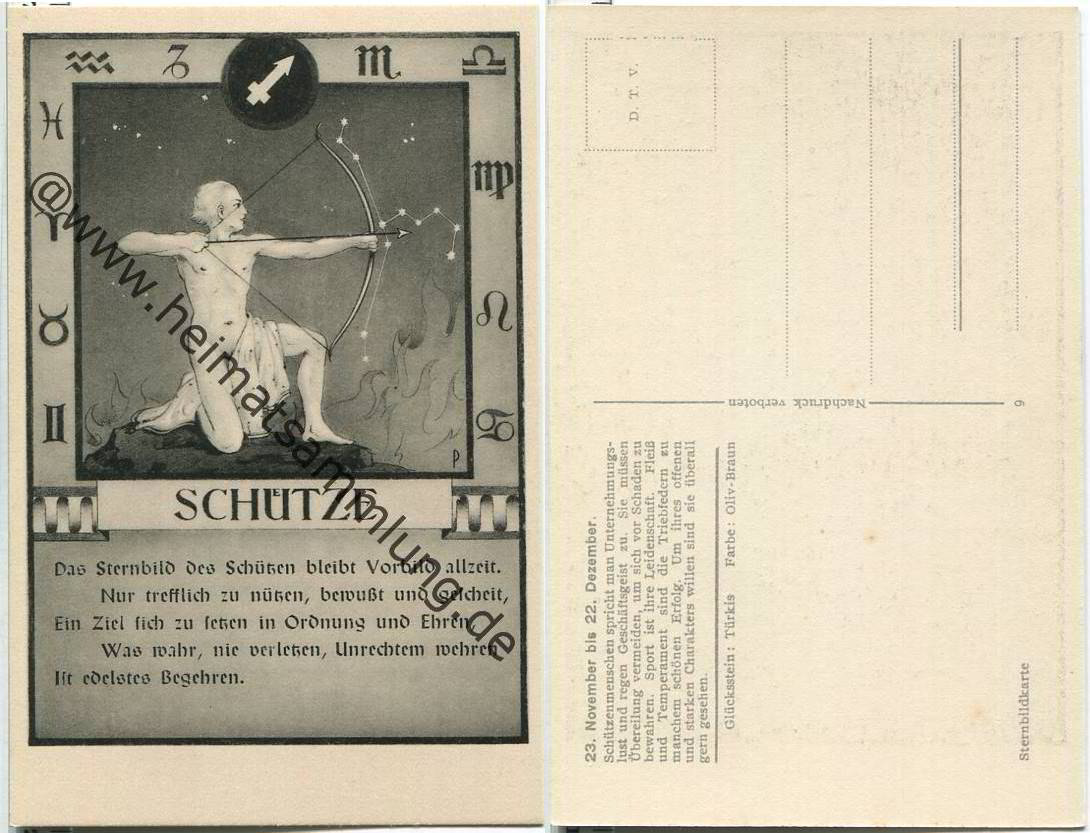 SCHUETZE
Das Sternbild des Schützen bleibt Vorbild allzeit.
Nur trefflich zu nützen, bewußt und gescheit,
Ein Ziel sich zu setzen in Ordnung und Ehren,
Was wahr, nie verletzen, Unrechtem wehren
Ist edelstes Begehren.
S P
@www.heimatsammlung.de
D. T. V.
Nachdruck verboten
6
23. November bis 22. Dezember.
Schützenmenschen spricht man Unternehmungs-
lust und regen Geschäftsgeist zu. Sie müssen
Übereilung vermeiden, um sich vor Schaden zu
bewahren. Sport ist ihre Leidenschaft. Fleiß
und Temperament sind die Triebfedern zu
manchem schönen Erfolg. Um ihres offenen
und starken Charakters willen sind sie überall
gern gesehen.
Glücksstein: Türkis Farbe: Oliv-Braun
Sternbildkarte